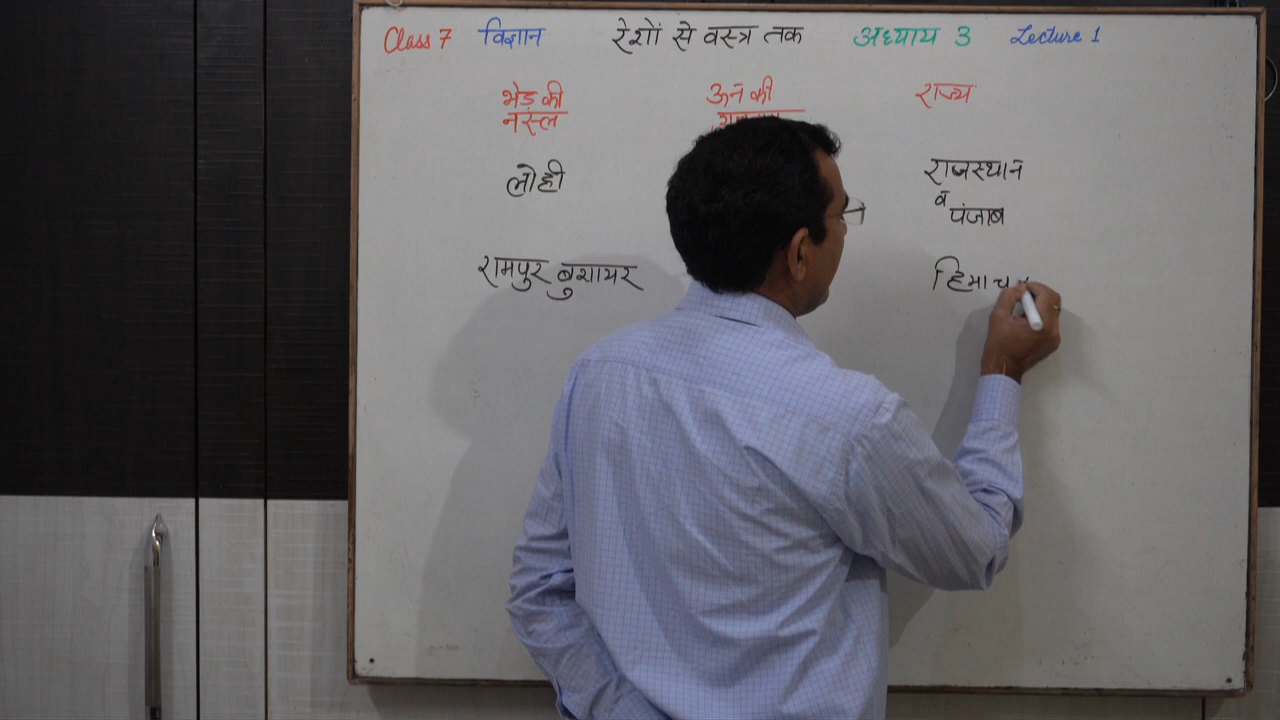 Class 7 विज्ञान रेशों से वस्त्र तक अध्याय 3 Lecture 1
भेड़ की नस्ल
ऊन की
राज्य
लोही
राजस्थान
व
पंजाब
रामपुर बुशायर
हिमाच